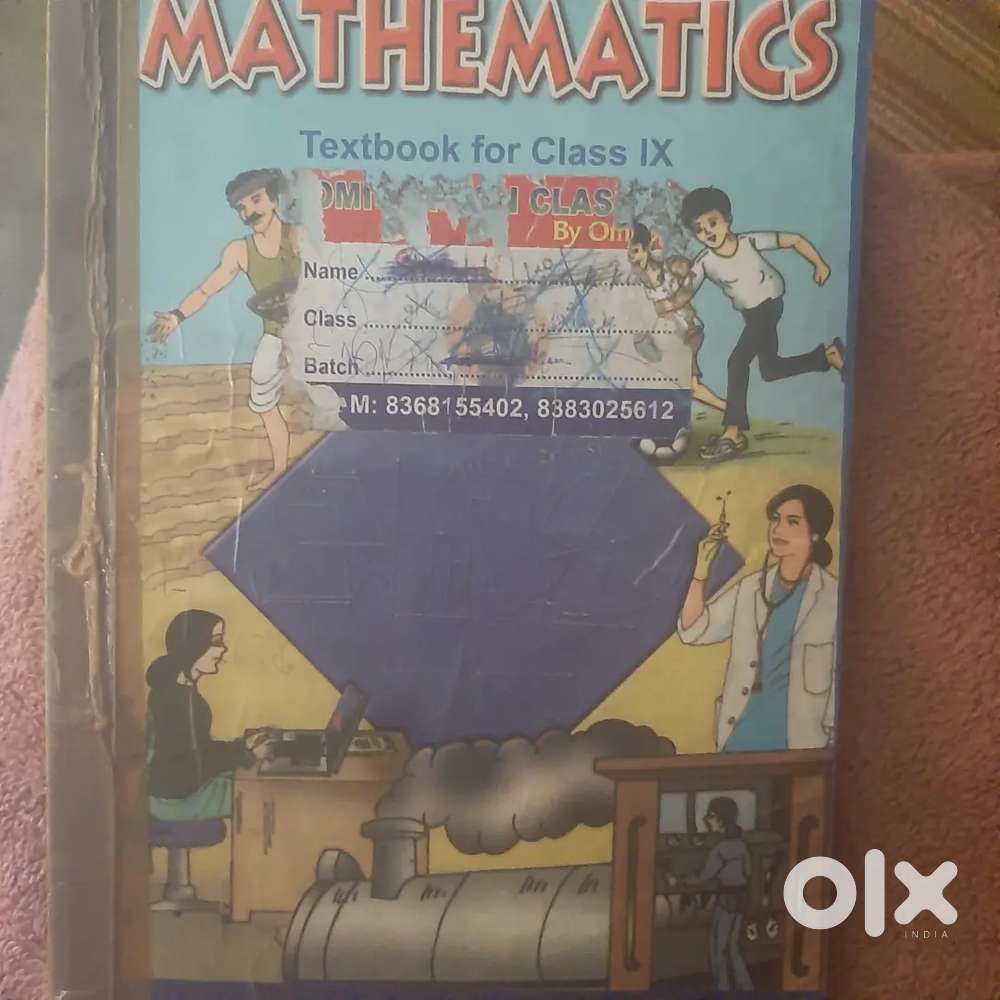 MATHEMATICS
Textbook for Class IX
CLAS
By Om
Name
Class
Batch
M: 8368155402, 8383025612
olx
INDIA